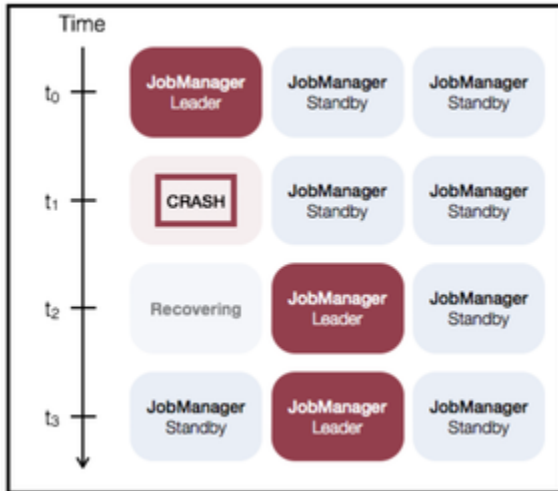 Time
t0
JobManager
Leader
JobManager
Standby
JobManager
Standby
t1
CRASH
JobManager
Standby
JobManager
Standby
t2
Recovering
JobManager
Leader
JobManager
Standby
t3
JobManager
Standby
JobManager
Leader
JobManager
Standby